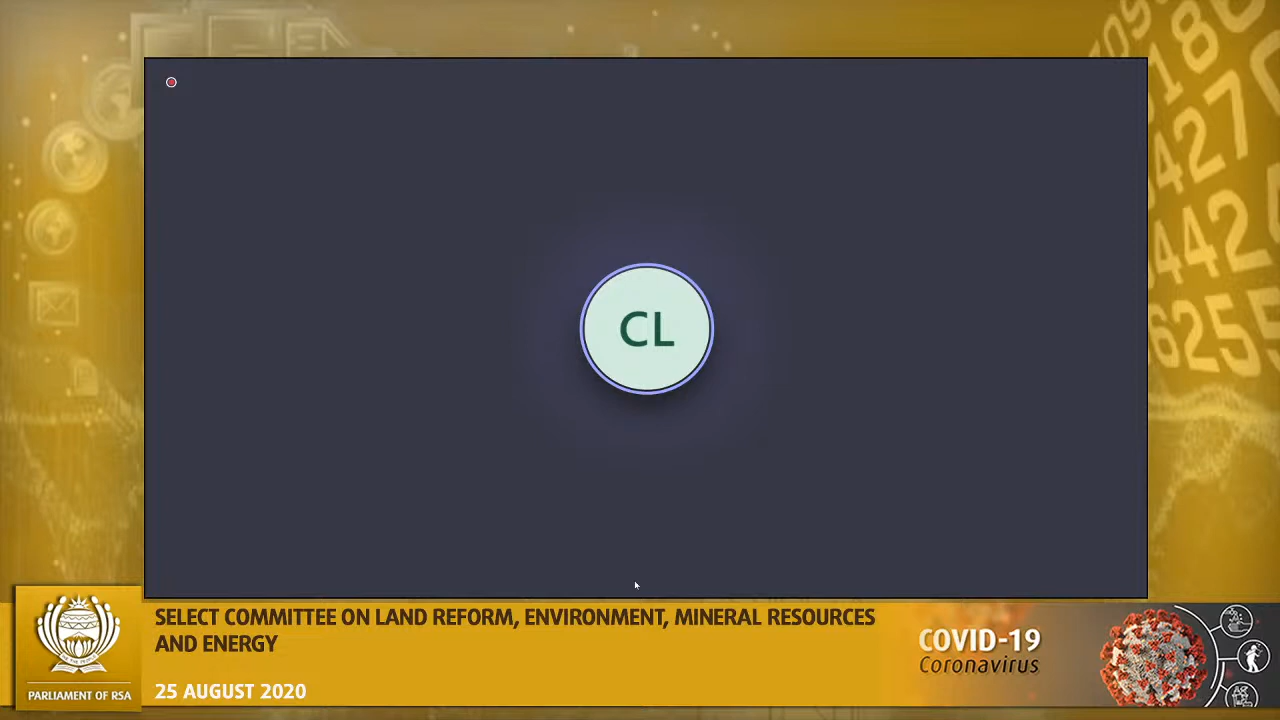 CL
SELECT COMMITTEE ON LAND REFORM, ENVIRONMENT, MINERAL RESOURCES
AND ENERGY
25 AUGUST 2020
PARLIAMENT OF RSA
COVID-19
Coronavirus